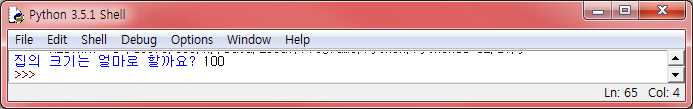 Python 3.5.1 Shell
File Edit Shell Debug Options Window Help
집의 크기는 얼마로 할까요? 100
>>>
Ln: 65 Col: 4